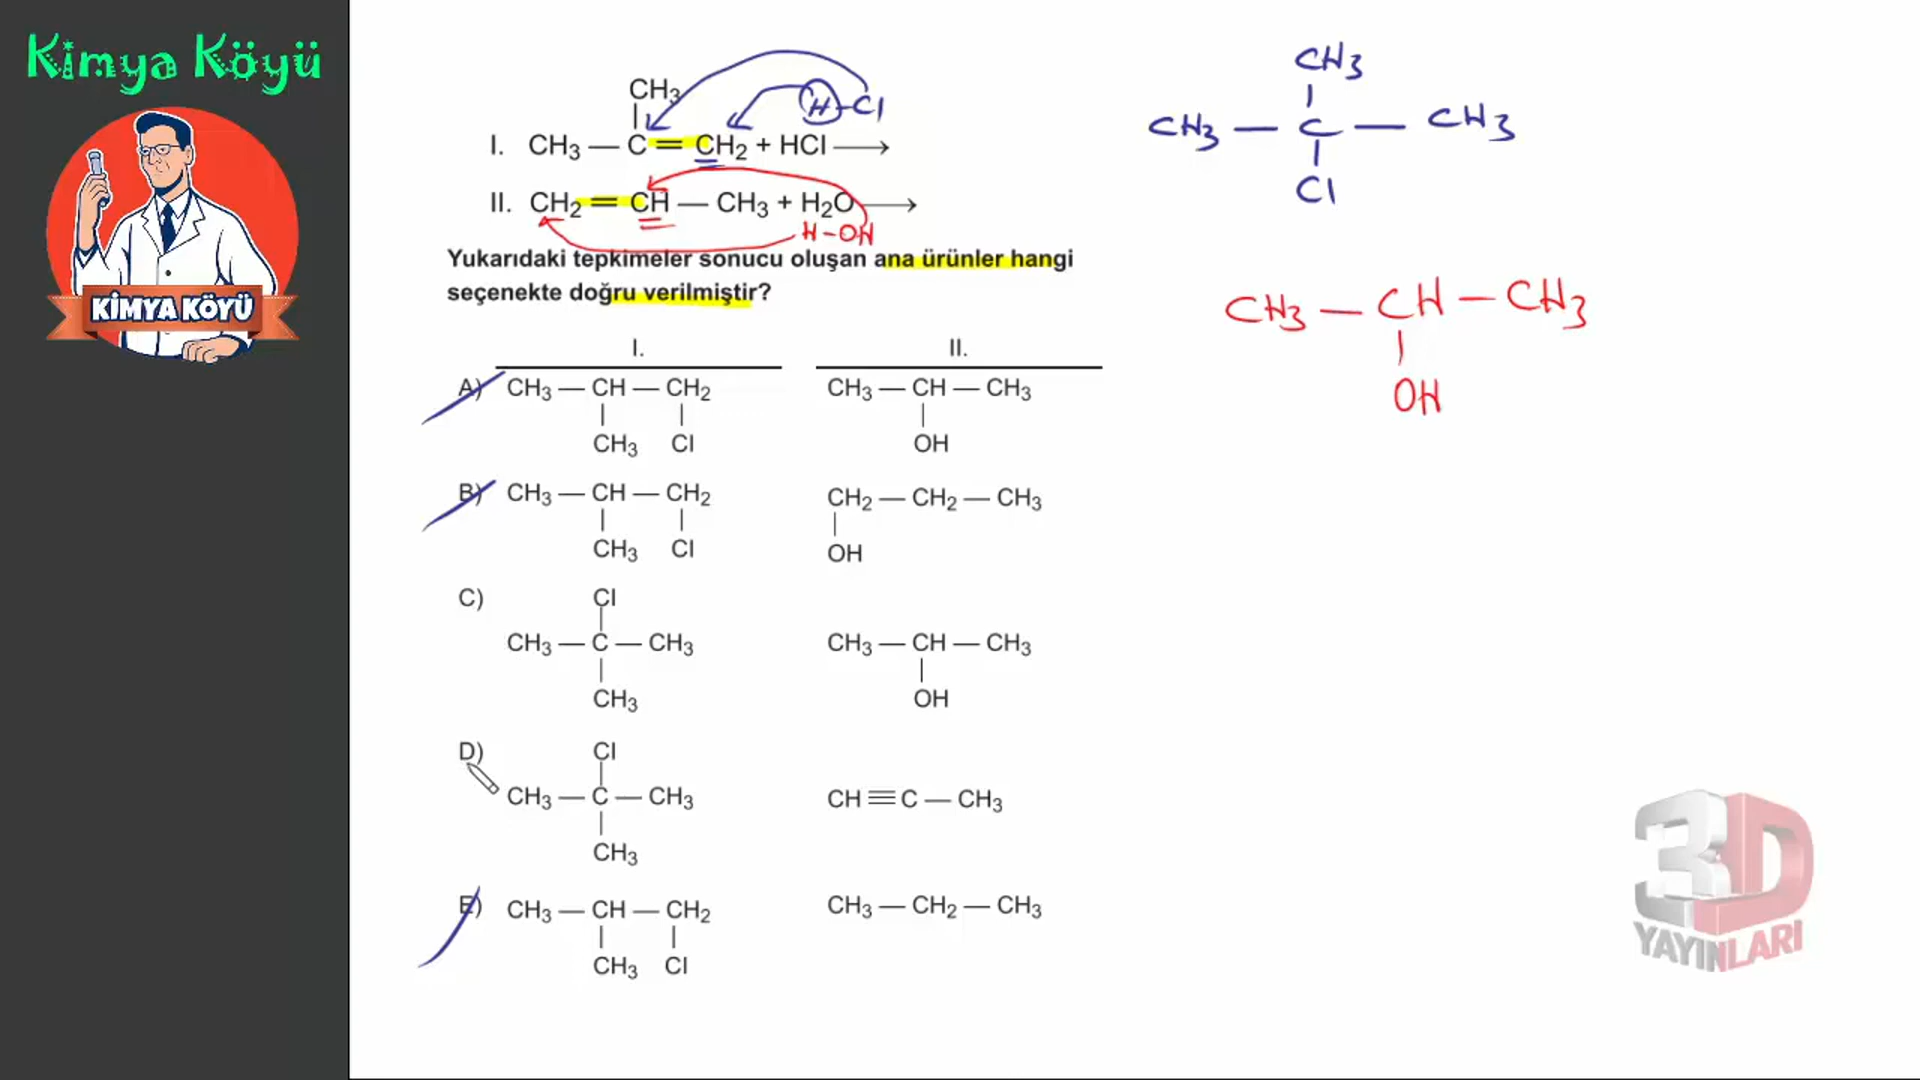 Kimya Köyü
KİMYA KÖYÜ
CH3
H-Cl
I. CH3 — C = CH2 + HCl ⟶
II. CH2 = CH — CH3 + H2O ⟶
H-OH
Yukarıdaki tepkimeler sonucu oluşan ana ürünler hangi
seçenekte doğru verilmiştir?
I. II.
A) CH3 — CH — CH2 CH3 — CH — CH3
| | |
CH3 Cl OH
B) CH3 — CH — CH2 CH2 — CH2 — CH3
| | |
CH3 Cl OH
C) Cl
|
CH3 — C — CH3 CH3 — CH — CH3
| |
CH3 OH
D) Cl
|
CH3 — C — CH3 CH ≡ C — CH3
|
CH3
E) CH3 — CH — CH2 CH3 — CH2 — CH3
| |
CH3 Cl
CH3
|
CH3 — C — CH3
|
Cl
CH3 — CH — CH3
|
OH
3D
YAYINLARI